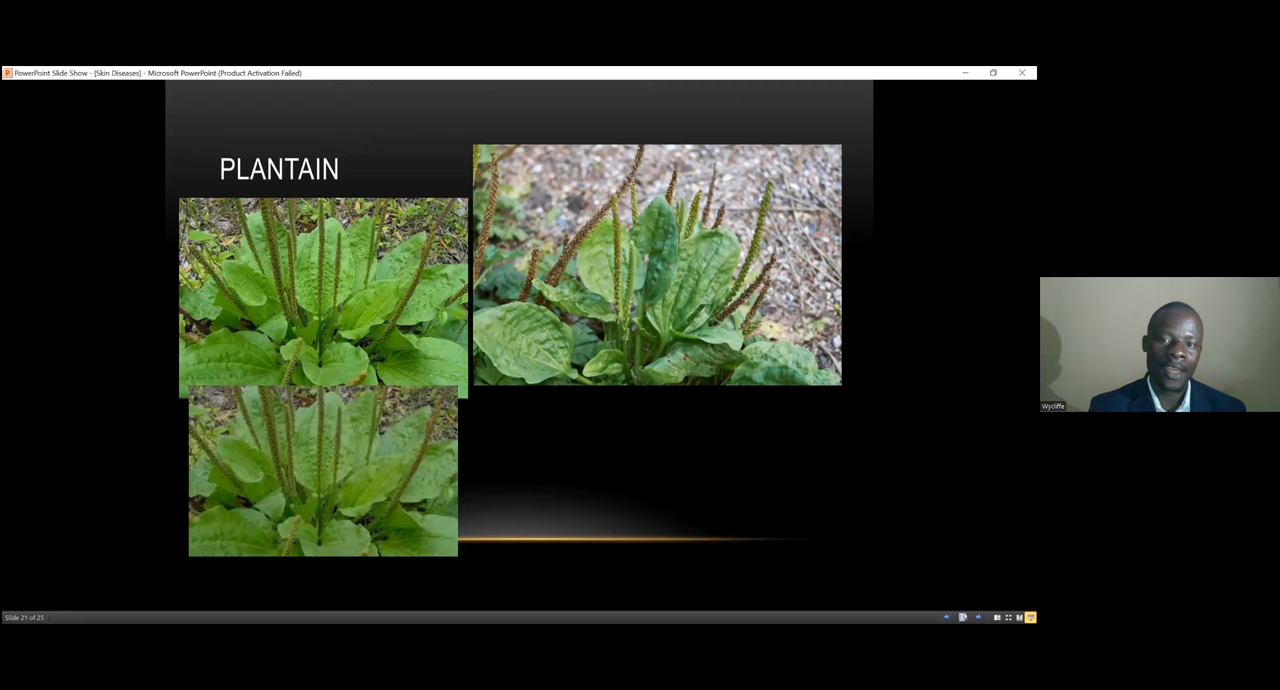 PowerPoint Slide Show - [Skin Diseases] - Microsoft PowerPoint (Product Activation Failed)
PLANTAIN
Wycliffe
Slide 21 of 25